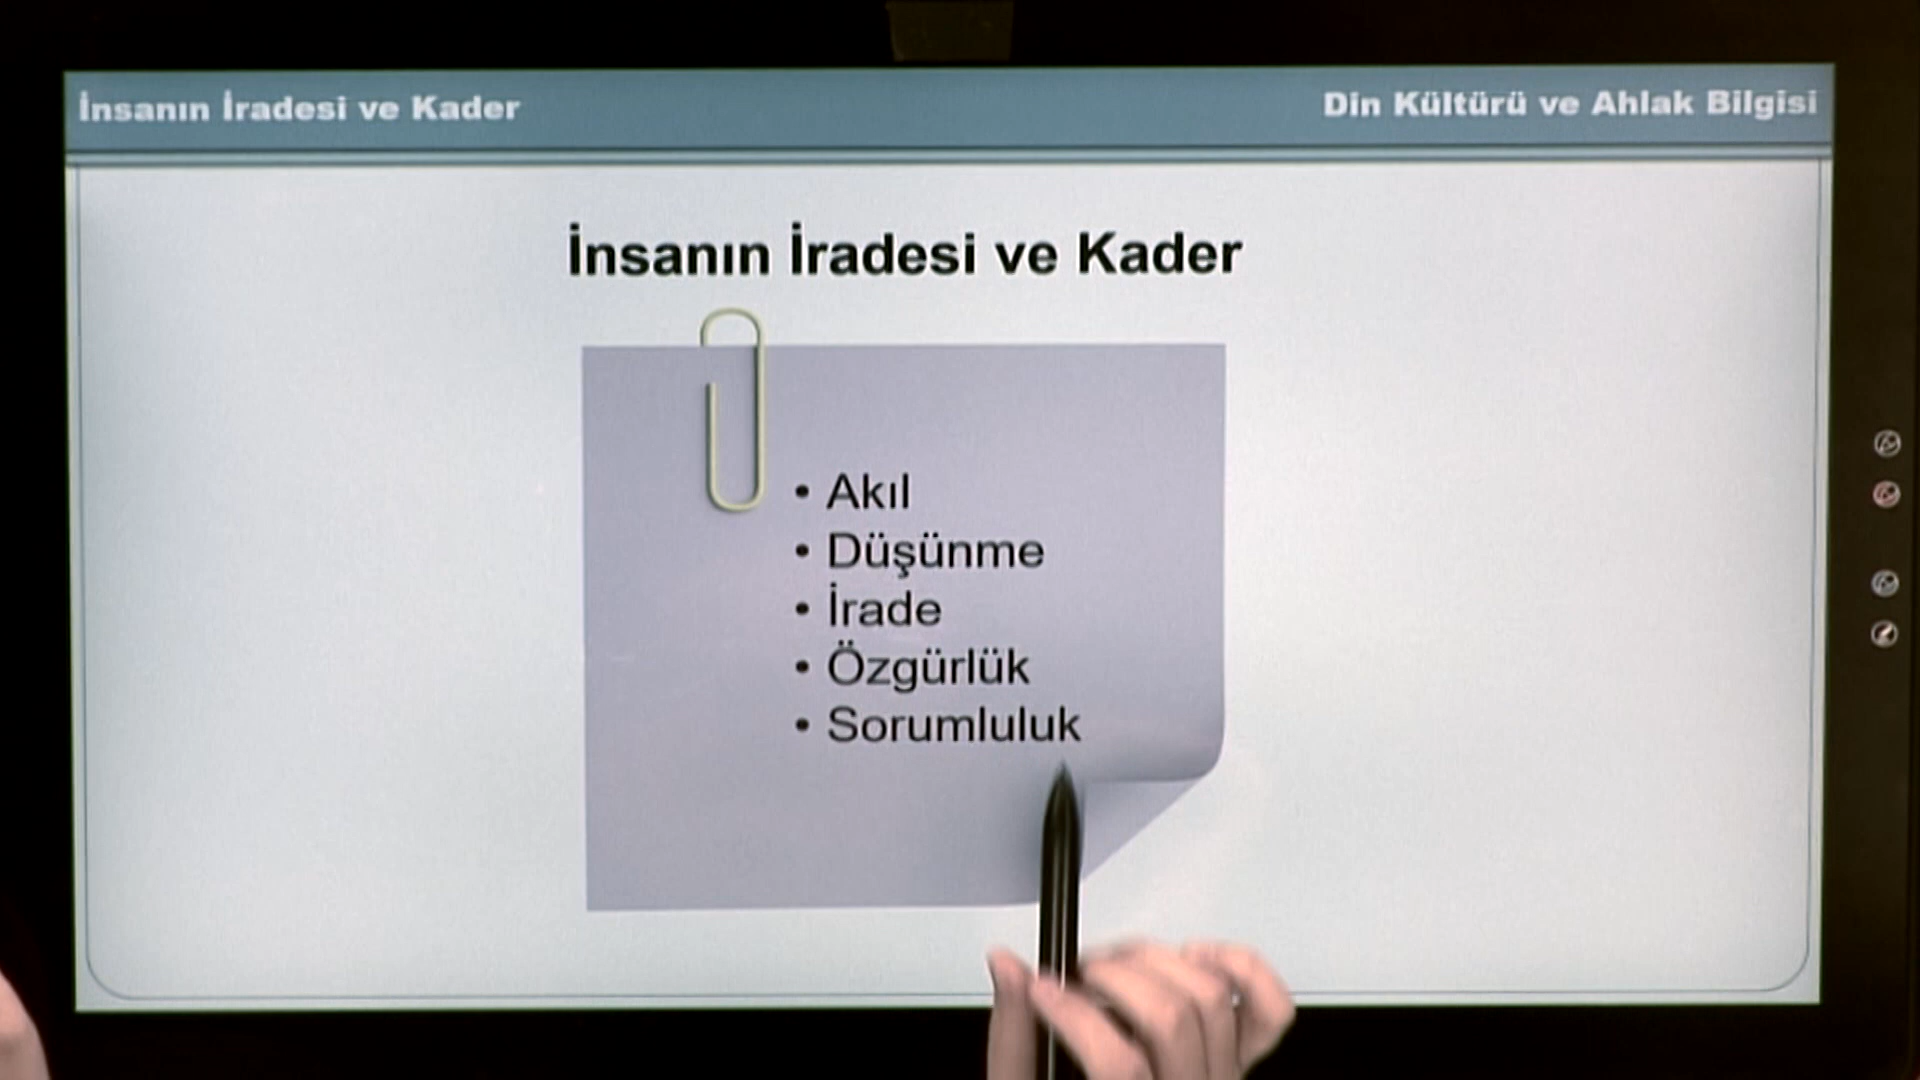 İnsanın İradesi ve Kader
Din Kültürü ve Ahlak Bilgisi
İnsanın İradesi ve Kader
• Akıl
• Düşünme
• İrade
• Özgürlük
• Sorumluluk